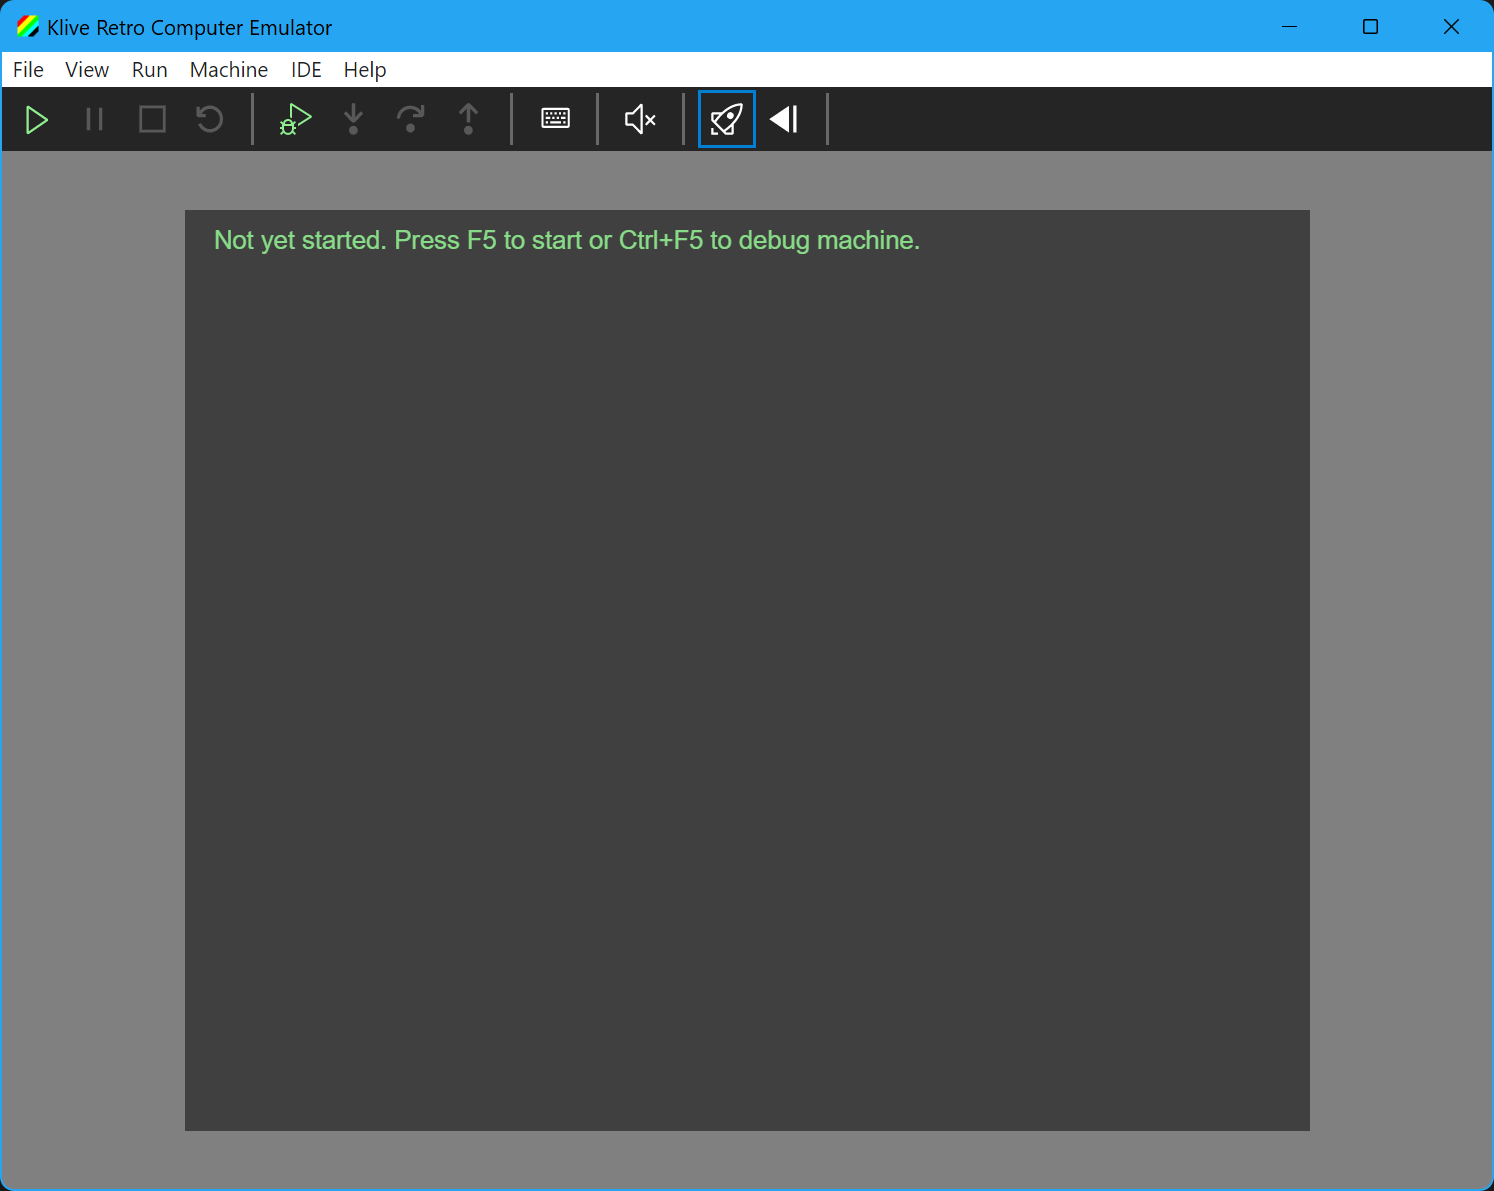 Klive Retro Computer Emulator
File View Run Machine IDE Help
Not yet started. Press F5 to start or Ctrl+F5 to debug machine.